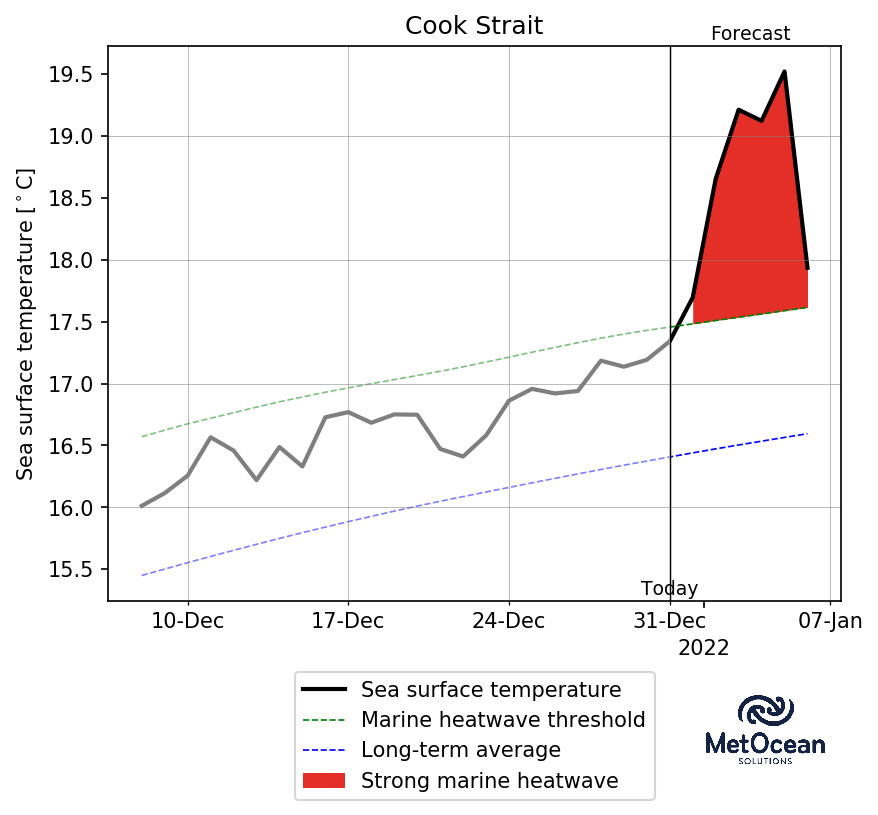 Cook Strait
Forecast
Sea surface temperature [°C]
19.5
19.0
18.5
18.0
17.5
17.0
16.5
16.0
15.5
Today
10-Dec 17-Dec 24-Dec 31-Dec 07-Jan
2022
Sea surface temperature
Marine heatwave threshold
Long-term average
Strong marine heatwave
MetOcean
SOLUTIONS